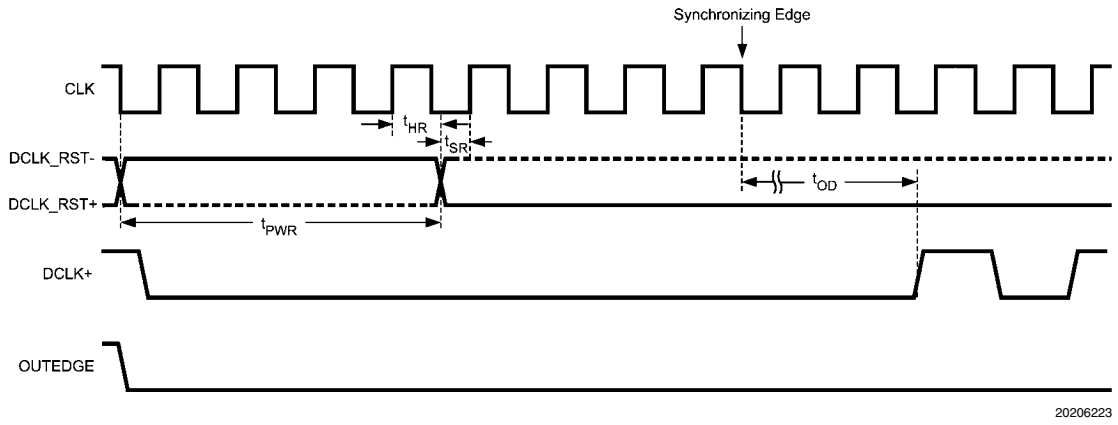 Synchronizing Edge
CLK
tHR
tSR
DCLK_RST-
DCLK_RST+
tOD
tPWR
DCLK+
OUTEDGE
20206223